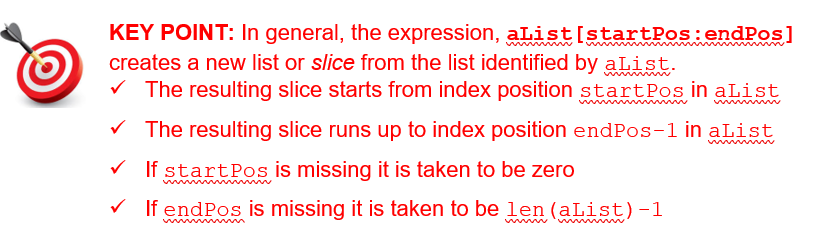 KEY POINT: In general, the expression, aList[startPos:endPos]
creates a new list or slice from the list identified by aList.
✓ The resulting slice starts from index position startPos in aList
✓ The resulting slice runs up to index position endPos-1 in aList
✓ If startPos is missing it is taken to be zero
✓ If endPos is missing it is taken to be len(aList)-1